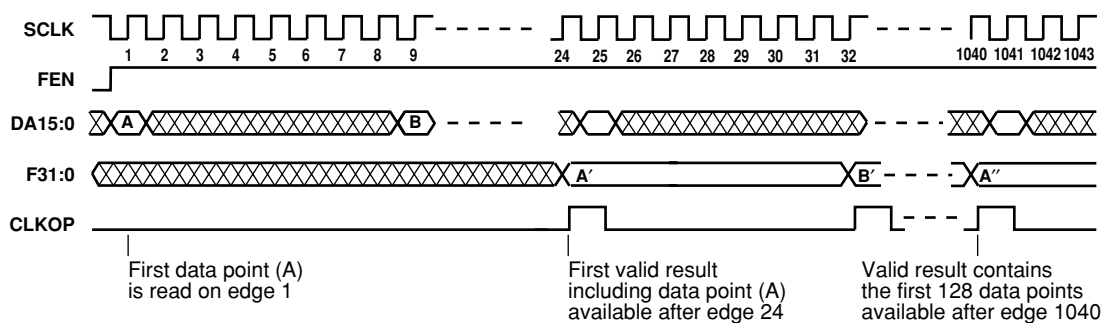 SCLK
1 2 3 4 5 6 7 8 9 24 25 26 27 28 29 30 31 32 1040 1041 1042 1043
FEN
DA15:0 A B
F31:0 A′ B′ A″
CLKOP
First data point (A)
is read on edge 1
First valid result
including data point (A)
available after edge 24
Valid result contains
the first 128 data points
available after edge 1040